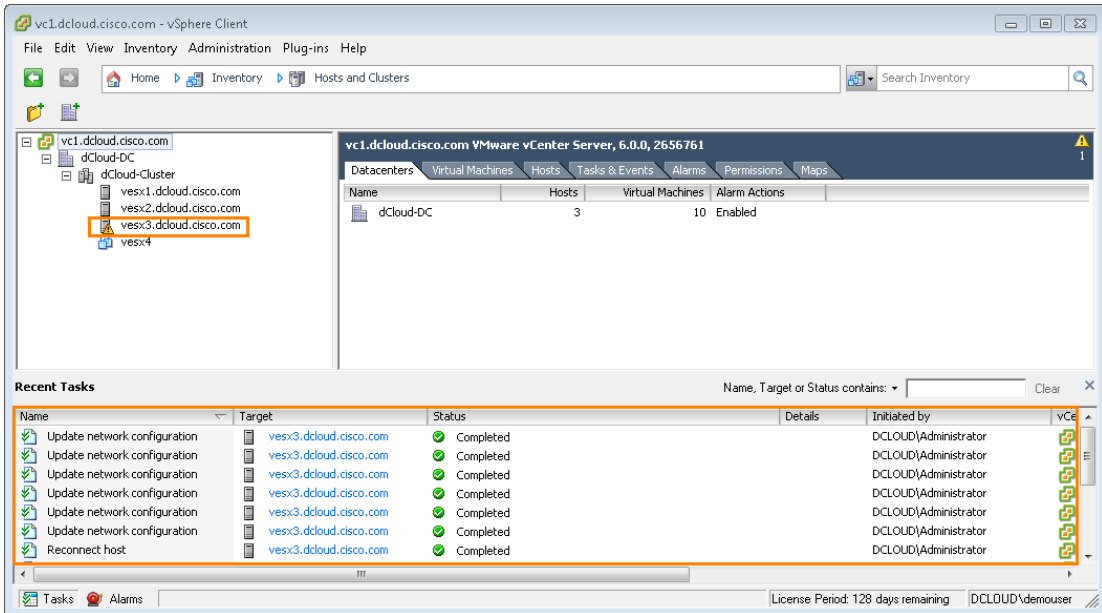 vc1.dcloud.cisco.com - vSphere Client
File Edit View Inventory Administration Plug-ins Help
Home Inventory Hosts and Clusters Search Inventory
vc1.dcloud.cisco.com
dCloud-DC
dCloud-Cluster
vesx1.dcloud.cisco.com
vesx2.dcloud.cisco.com
vesx3.dcloud.cisco.com
vesx4
vc1.dcloud.cisco.com VMware vCenter Server, 6.0.0, 2656761
1
Datacenters Virtual Machines Hosts Tasks & Events Alarms Permissions Maps
Name Hosts Virtual Machines Alarm Actions
dCloud-DC 3 10 Enabled
Recent Tasks Name, Target or Status contains: Clear
Name Target Status Details Initiated by vCe
Update network configuration vesx3.dcloud.cisco.com Completed DCLOUD\Administrator
Update network configuration vesx3.dcloud.cisco.com Completed DCLOUD\Administrator
Update network configuration vesx3.dcloud.cisco.com Completed DCLOUD\Administrator
Update network configuration vesx3.dcloud.cisco.com Completed DCLOUD\Administrator
Update network configuration vesx3.dcloud.cisco.com Completed DCLOUD\Administrator
Update network configuration vesx3.dcloud.cisco.com Completed DCLOUD\Administrator
Reconnect host vesx3.dcloud.cisco.com Completed DCLOUD\Administrator
Tasks Alarms License Period: 128 days remaining DCLOUD\demouser